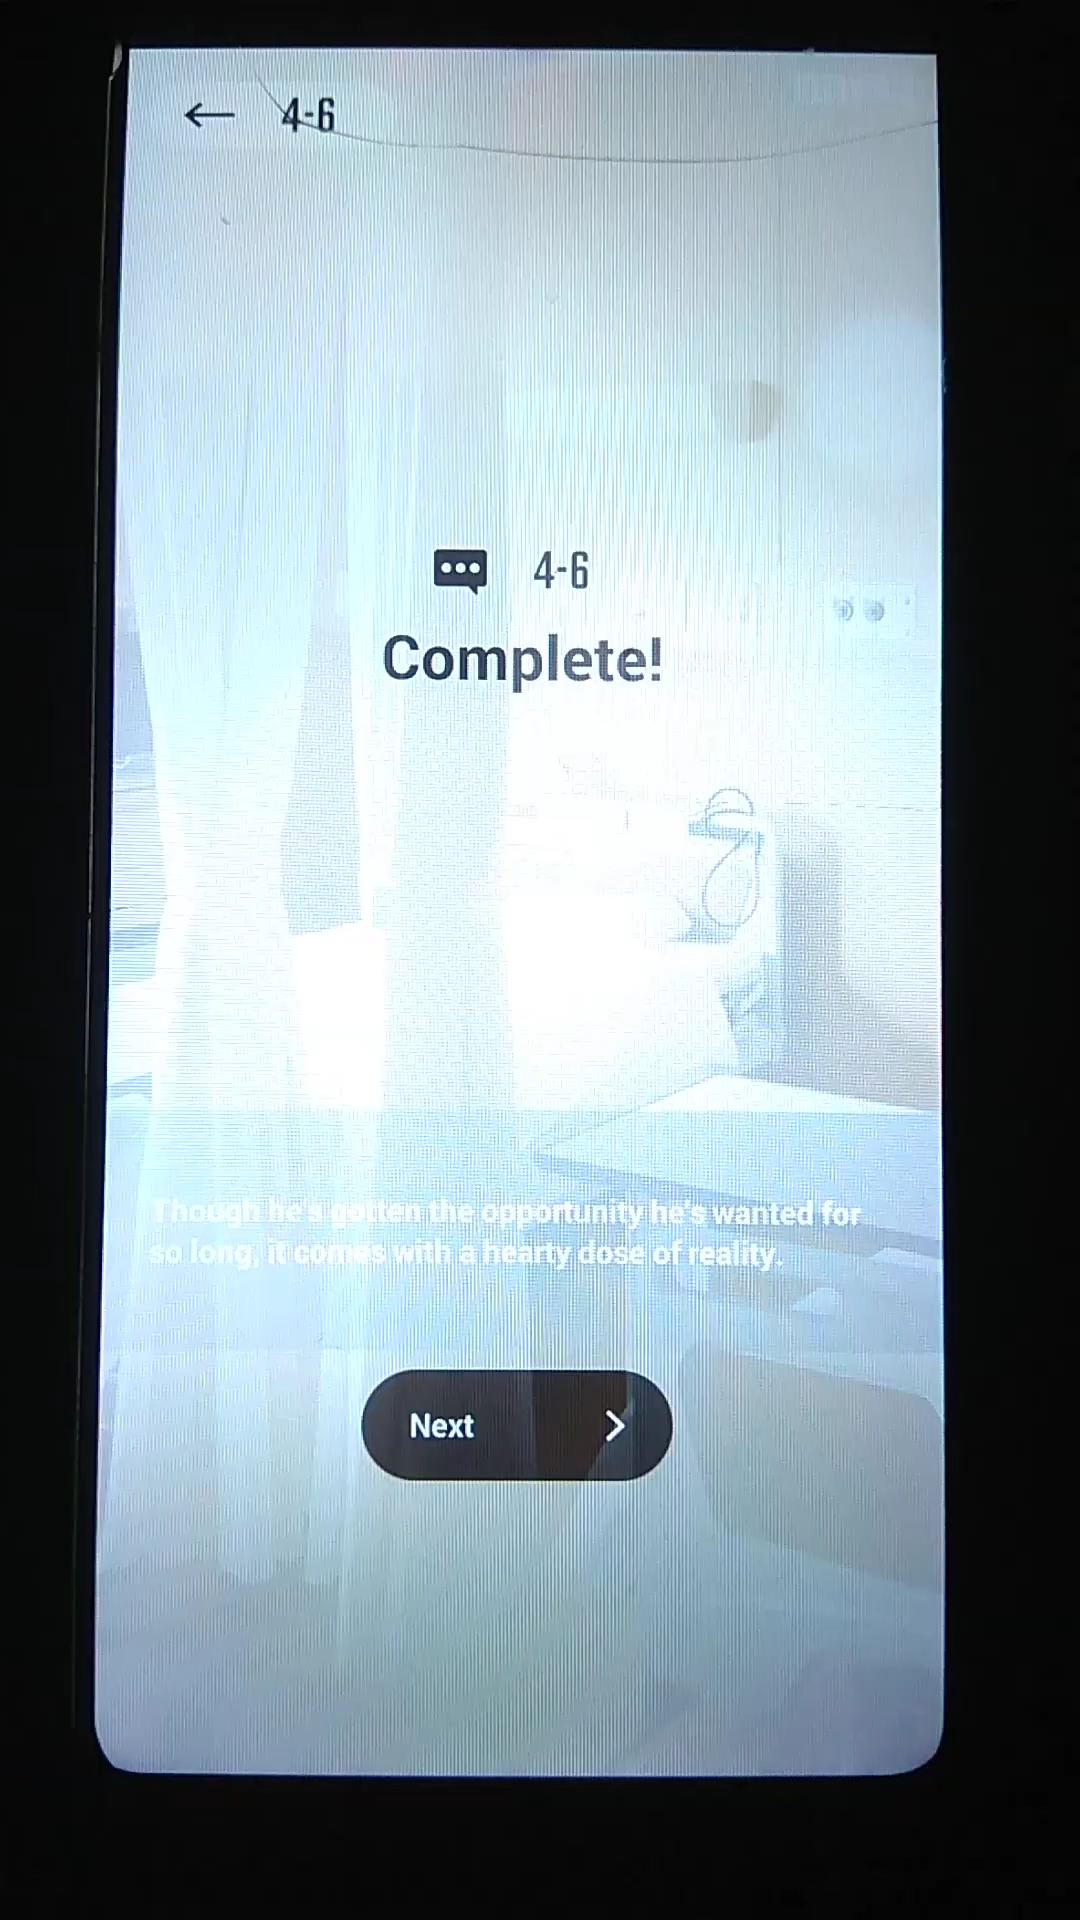 4-6
4-6
Complete!
Though he's gotten the opportunity he's wanted for
so long, it comes with a hearty dose of reality.
Next